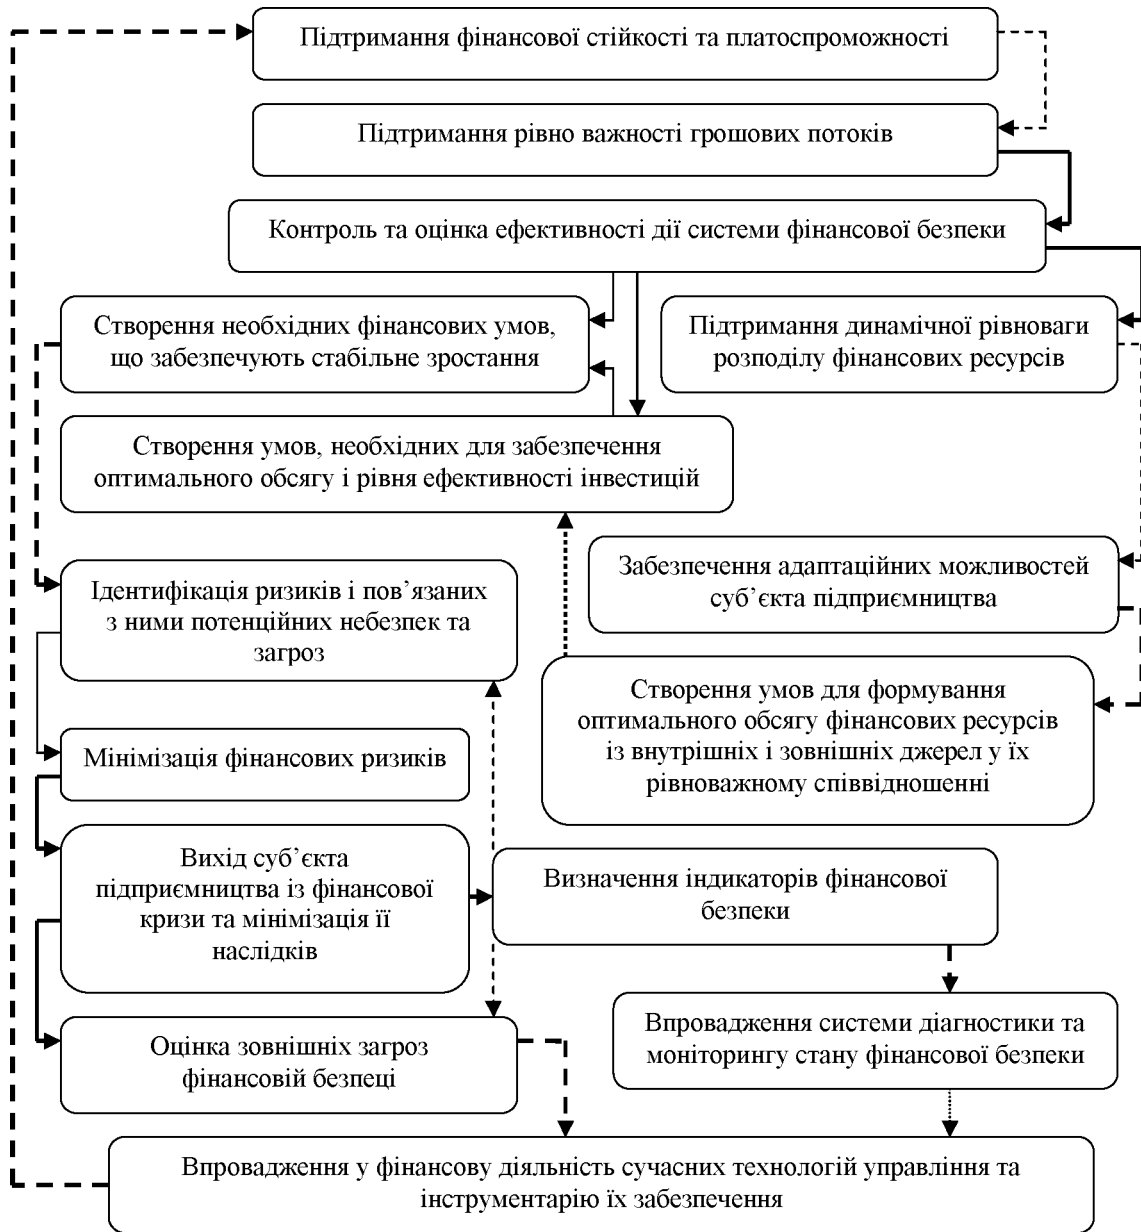 Підтримання фінансової стійкості та платоспроможності
Підтримання рівно важності грошових потоків
Контроль та оцінка ефективності дії системи фінансової безпеки
Створення необхідних фінансових умов,
що забезпечують стабільне зростання
Підтримання динамічної рівноваги
розподілу фінансових ресурсів
Створення умов, необхідних для забезпечення
оптимального обсягу і рівня ефективності інвестицій
Забезпечення адаптаційних можливостей
суб’єкта підприємництва
Ідентифікація ризиків і пов’язаних
з ними потенційних небезпек та
загроз
Створення умов для формування
оптимального обсягу фінансових ресурсів
із внутрішніх і зовнішніх джерел у їх
рівноважному співвідношенні
Мінімізація фінансових ризиків
Вихід суб’єкта
підприємництва із фінансової
кризи та мінімізація її
наслідків
Визначення індикаторів фінансової
безпеки
Впровадження системи діагностики та
моніторингу стану фінансової безпеки
Оцінка зовнішніх загроз
фінансовій безпеці
Впровадження у фінансову діяльність сучасних технологій управління та
інструментарію їх забезпечення